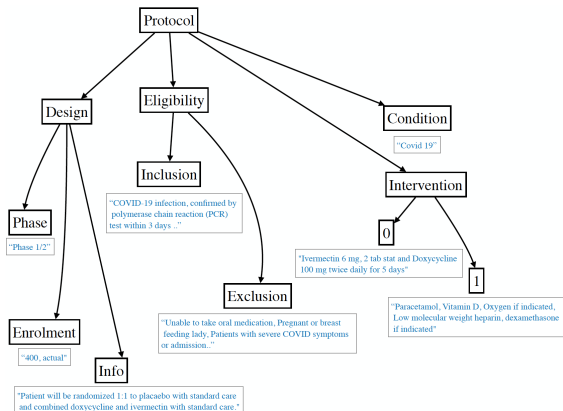 Protocol
Design
Eligibility
Condition
"Covid 19"
Inclusion
"COVID-19 infection, confirmed by
polymerase chain reaction (PCR)
test within 3 days .."
Intervention
Phase
"Phase 1/2"
0
"Ivermectin 6 mg, 2 tab stat and Doxycycline
100 mg twice daily for 5 days"
1
"Paracetamol, Vitamin D, Oxygen if indicated,
Low molecular weight heparin, dexamethasone
if indicated"
Exclusion
"Unable to take oral medication, Pregnant or breast
feeding lady, Patients with severe COVID symptoms
or admission.."
Enrolment
"400, actual"
Info
"Patient will be randomized 1:1 to placaebo with standard care
and combined doxycycline and ivermectin with standard care."